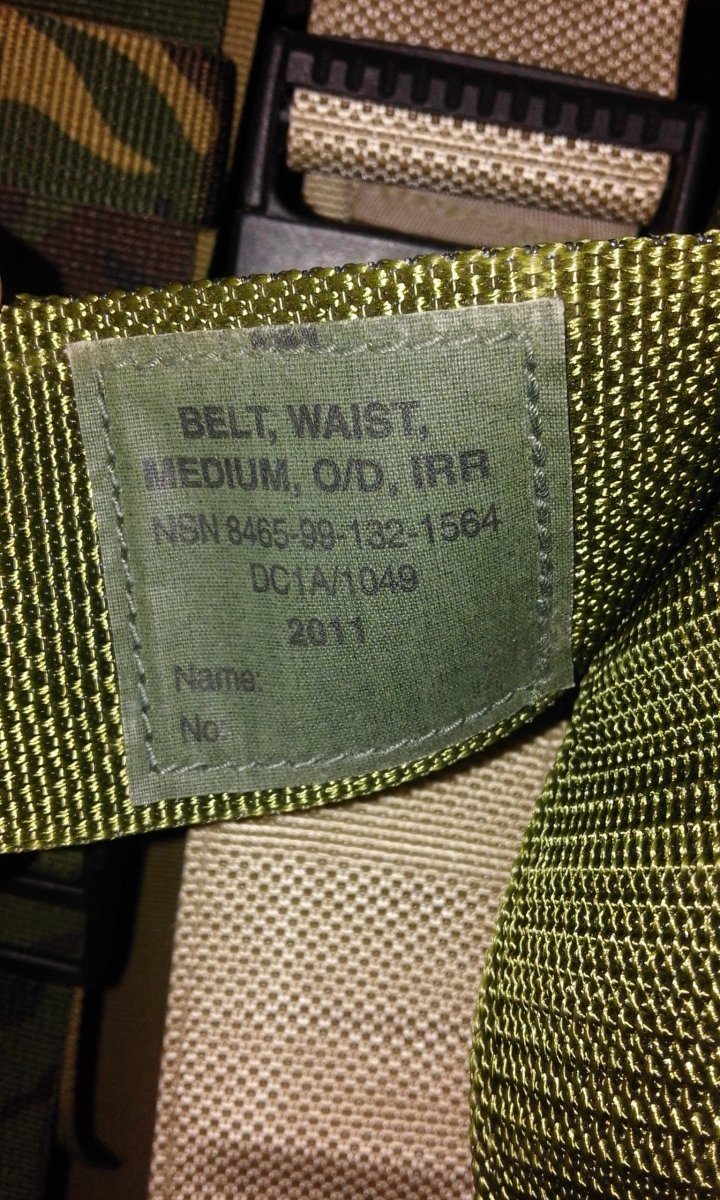 BELT, WAIST,
MEDIUM, O/D, IRR
NSN 8465-99-132-1564
DC1A/1049
2011
Name:
No: